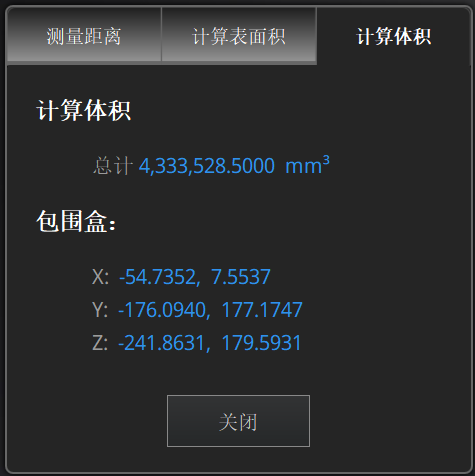 测量距离 计算表面积 计算体积
计算体积
总计 4,333,528.5000 mm³
包围盒：
X: -54.7352, 7.5537
Y: -176.0940, 177.1747
Z: -241.8631, 179.5931
关闭